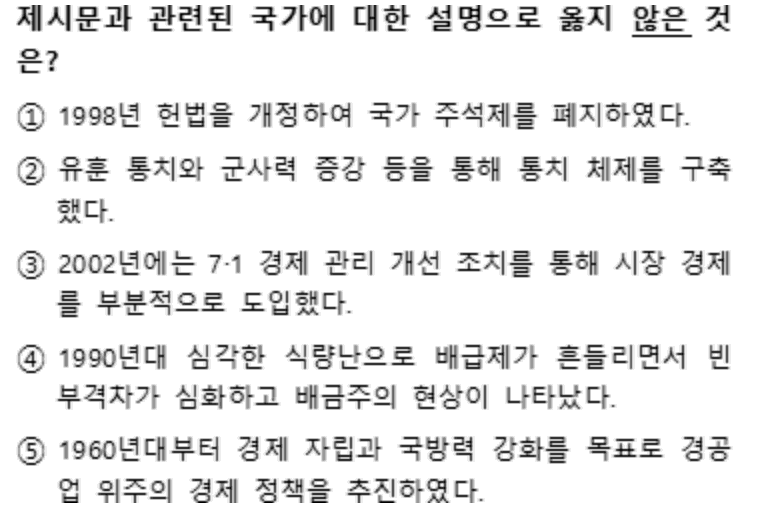 제시문과 관련된 국가에 대한 설명으로 옳지 않은 것
은?
① 1998년 헌법을 개정하여 국가 주석제를 폐지하였다.
② 유훈 통치와 군사력 증강 등을 통해 통치 체제를 구축
했다.
③ 2002년에는 7·1 경제 관리 개선 조치를 통해 시장 경제
를 부분적으로 도입했다.
④ 1990년대 심각한 식량난으로 배급제가 흔들리면서 빈
부격차가 심화하고 배금주의 현상이 나타났다.
⑤ 1960년대부터 경제 자립과 국방력 강화를 목표로 경공
업 위주의 경제 정책을 추진하였다.